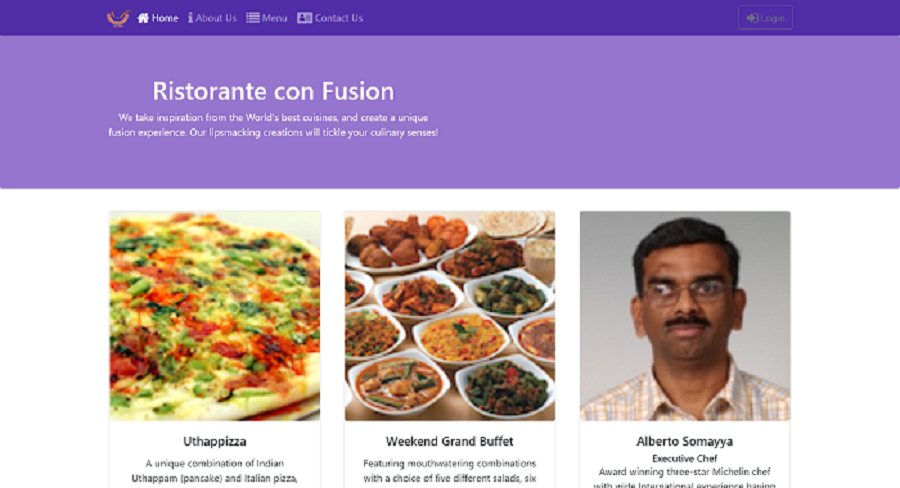 Home About Us Menu Contact Us Login
Ristorante con Fusion
We take inspiration from the World's best cuisines, and create a unique
fusion experience. Our lipsmacking creations will tickle your culinary senses!
Uthappizza
A unique combination of Indian
Uthappam (pancake) and Italian pizza,
Weekend Grand Buffet
Featuring mouthwatering combinations
with a choice of five different salads, six
Alberto Somayya
Executive Chef
Award winning three-star Michelin chef
with wide International experience having